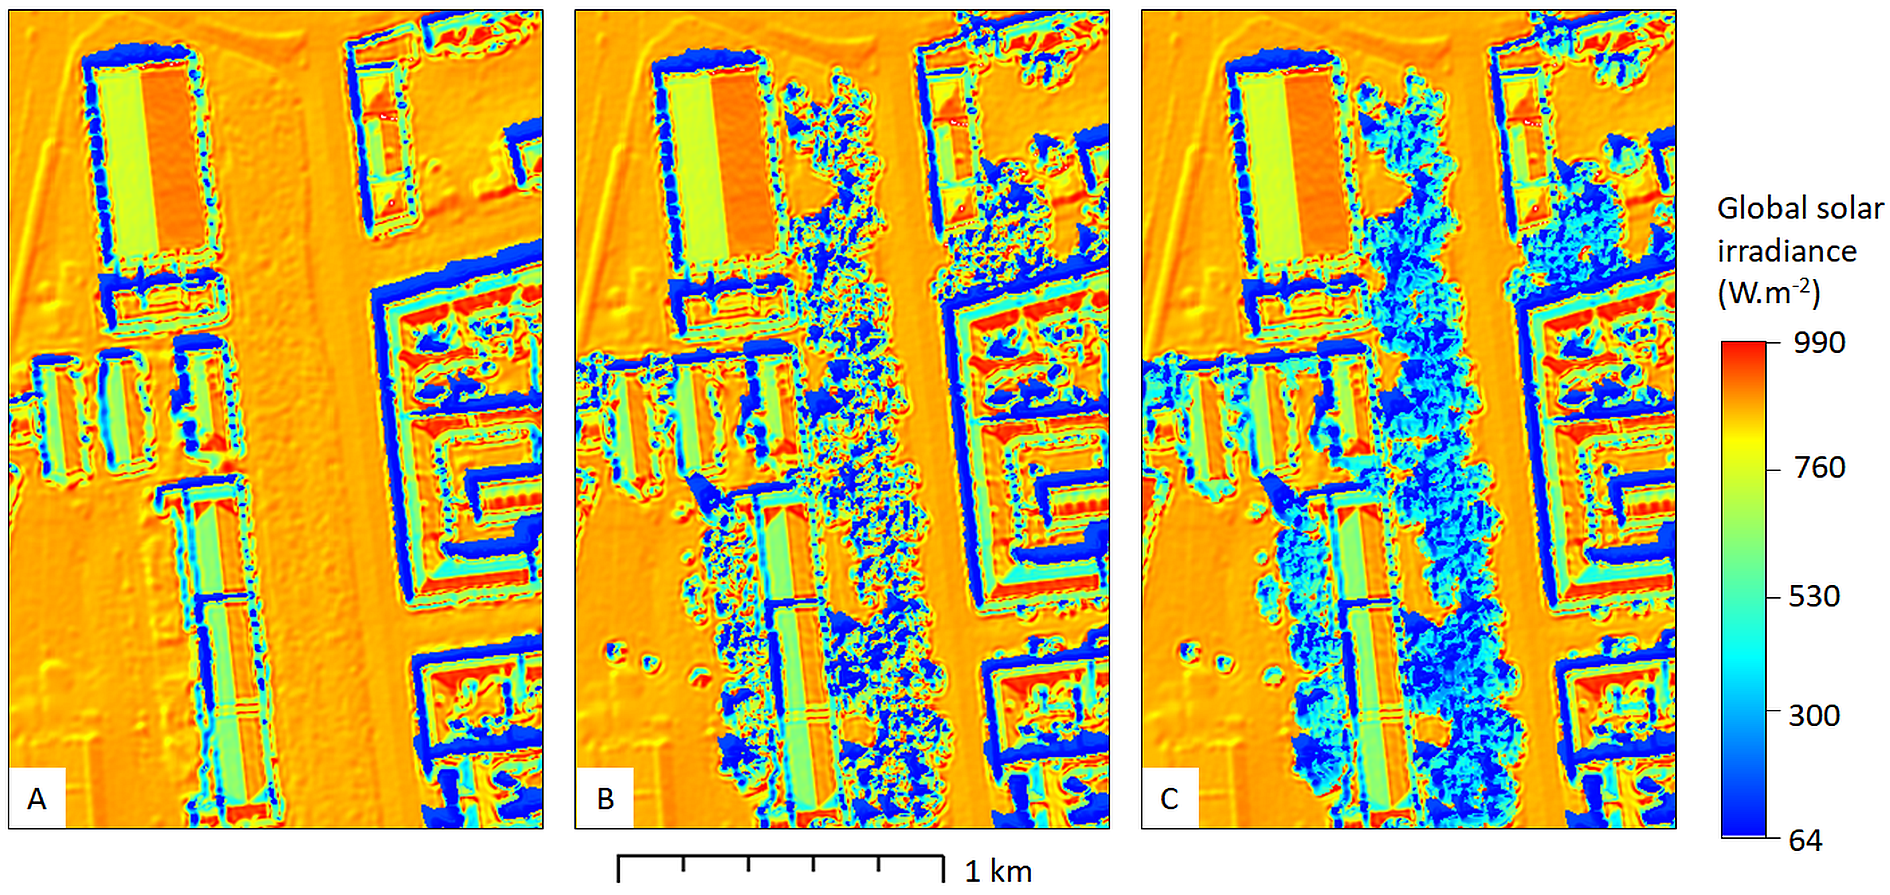 Global solar
irradiance
(W.m⁻²)
990
760
530
300
64
A
B
C
1 km